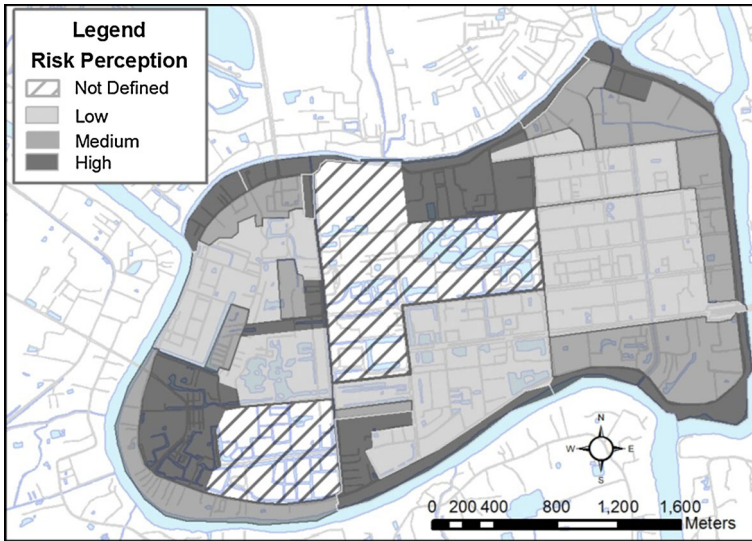 Legend
Risk Perception
Not Defined
Low
Medium
High
N
W E
S
0 200 400 800 1,200 1,600
Meters